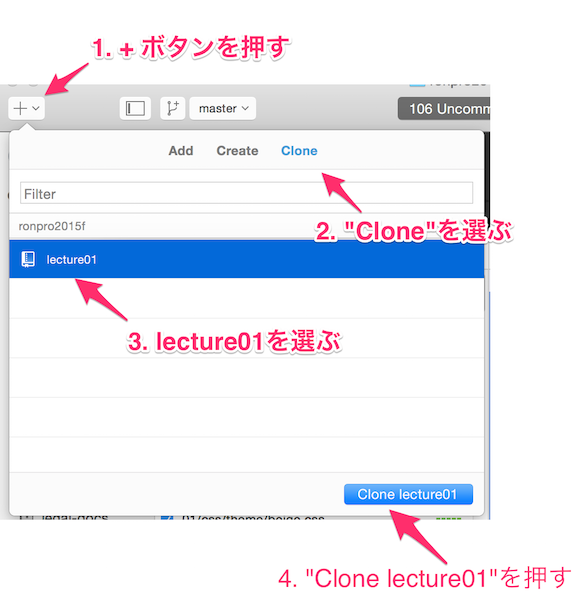 1. + ボタンを押す
master
106 Uncomm
Add Create Clone
Filter
2. "Clone"を選ぶ
ronpro2015f
lecture01
3. lecture01を選ぶ
Clone lecture01
4. "Clone lecture01"を押す